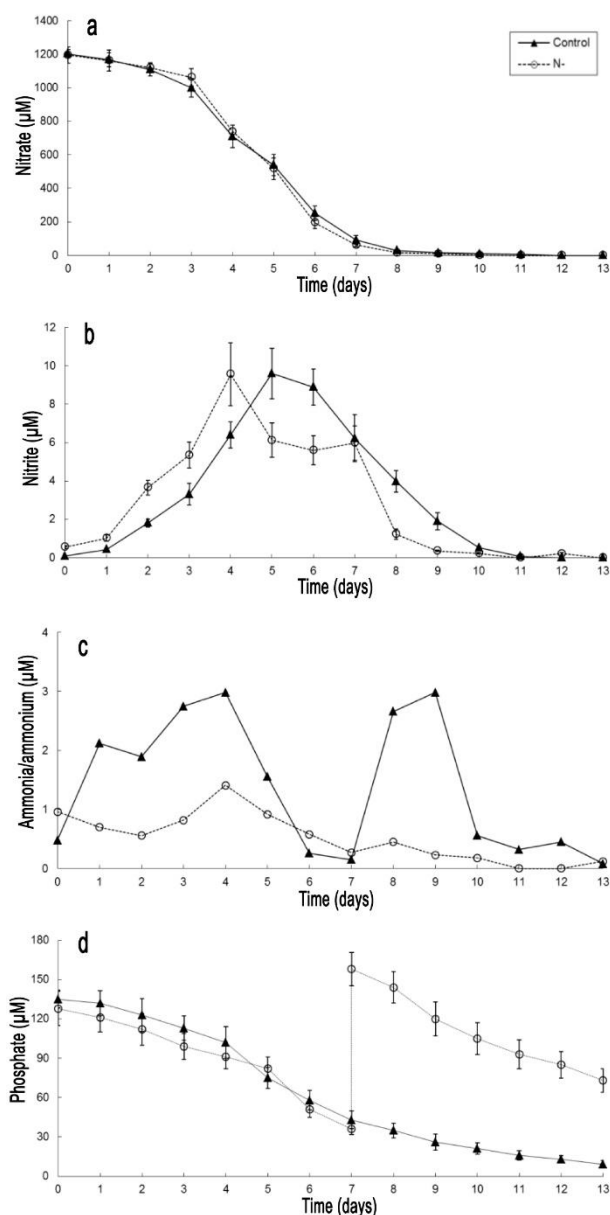 a
Control
N-
Nitrate (µM)
1400
1200
1000
800
600
400
200
0
0 1 2 3 4 5 6 7 8 9 10 11 12 13
Time (days)
b
Nitrite (µM)
12
10
8
6
4
2
0
0 1 2 3 4 5 6 7 8 9 10 11 12 13
Time (days)
c
Ammonia/ammonium (µM)
4
3
2
1
0
0 1 2 3 4 5 6 7 8 9 10 11 12 13
Time (days)
d
Phosphate (µM)
180
150
120
90
60
30
0
0 1 2 3 4 5 6 7 8 9 10 11 12 13
Time (days)